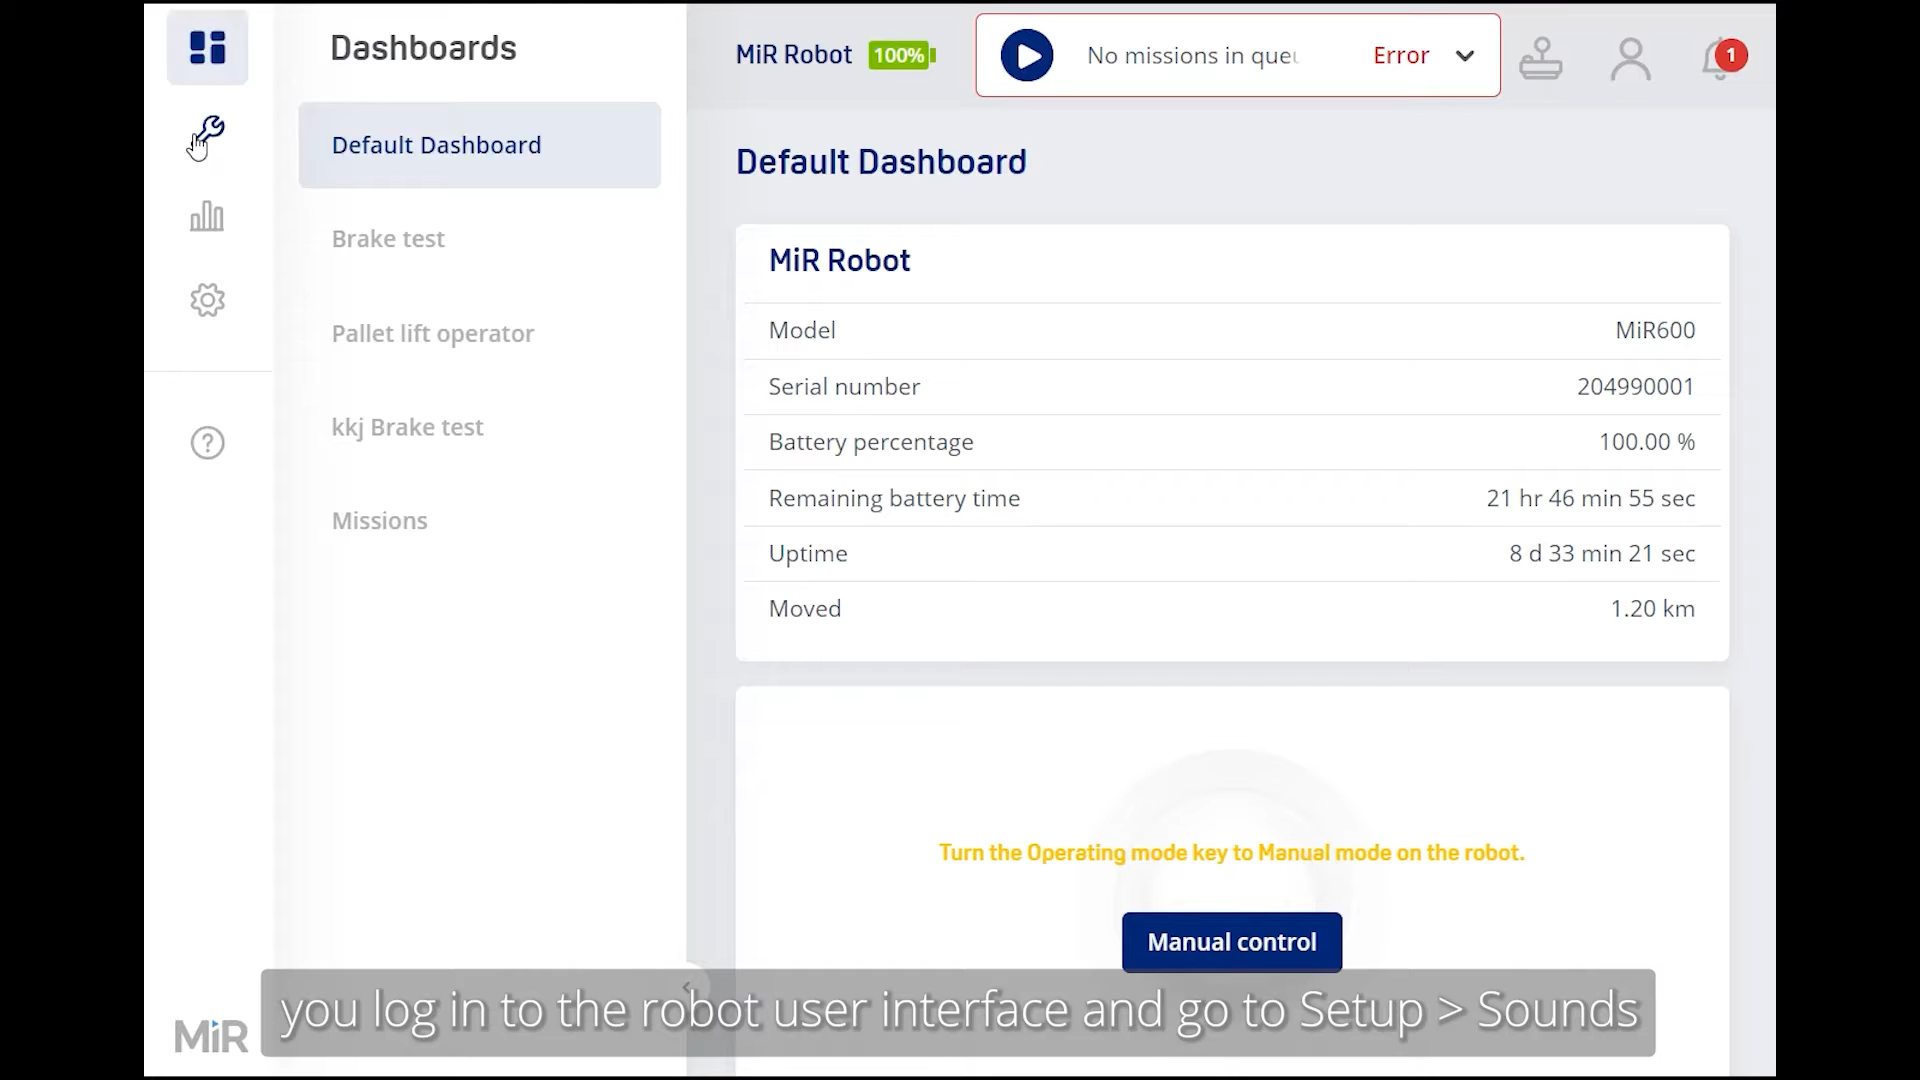 Dashboards
Default Dashboard
Brake test
Pallet lift operator
kkj Brake test
Missions
MiR
MiR Robot 100%
No missions in queu Error
1
Default Dashboard
MiR Robot
Model MiR600
Serial number 204990001
Battery percentage 100.00 %
Remaining battery time 21 hr 46 min 55 sec
Uptime 8 d 33 min 21 sec
Moved 1.20 km
Turn the Operating mode key to Manual mode on the robot.
Manual control
you log in to the robot user interface and go to Setup > Sounds